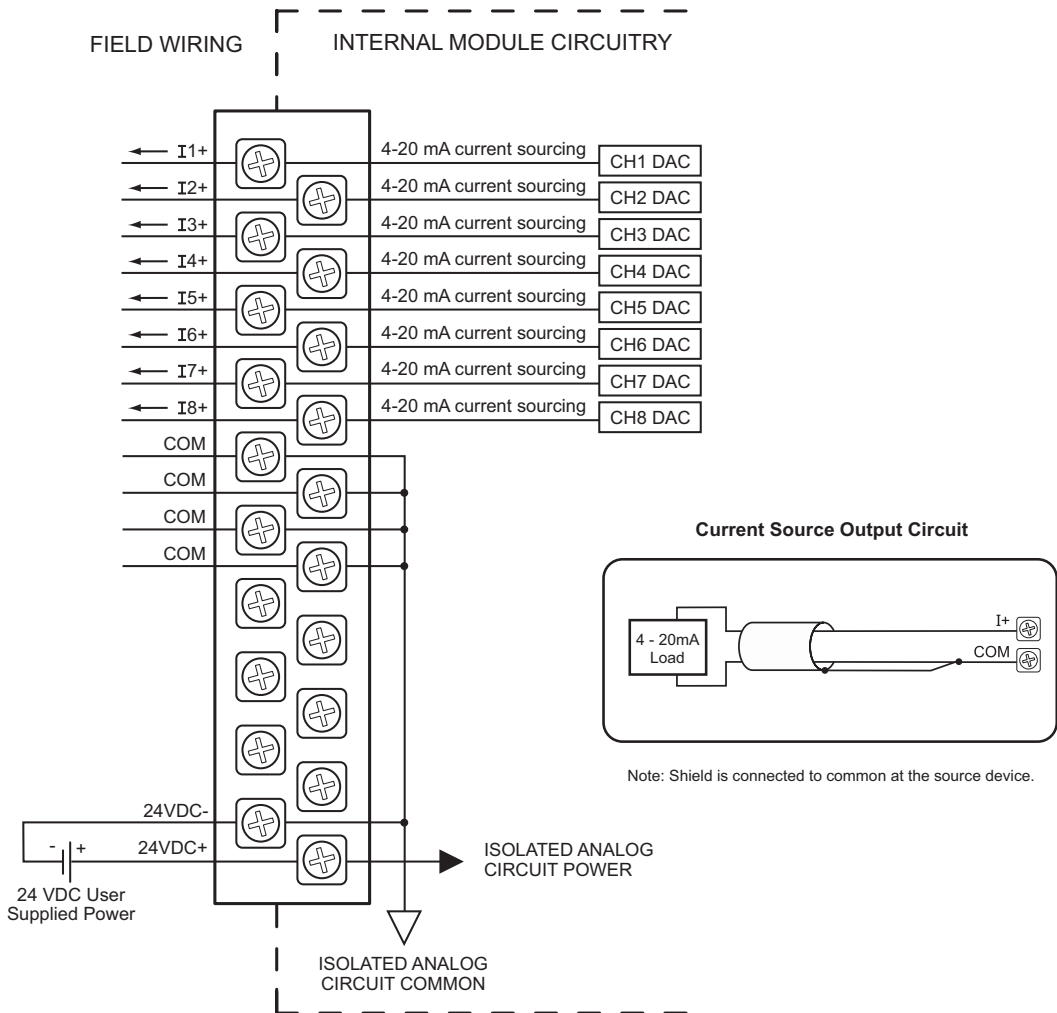 FIELD WIRING
INTERNAL MODULE CIRCUITRY
I1+
4-20 mA current sourcing
CH1 DAC
I2+
4-20 mA current sourcing
CH2 DAC
I3+
4-20 mA current sourcing
CH3 DAC
I4+
4-20 mA current sourcing
CH4 DAC
I5+
4-20 mA current sourcing
CH5 DAC
I6+
4-20 mA current sourcing
CH6 DAC
I7+
4-20 mA current sourcing
CH7 DAC
I8+
4-20 mA current sourcing
CH8 DAC
COM
COM
COM
COM
Current Source Output Circuit
4 - 20mA
Load
I+
COM
Note: Shield is connected to common at the source device.
24VDC-
24VDC+
- +
24 VDC User
Supplied Power
ISOLATED ANALOG
CIRCUIT POWER
ISOLATED ANALOG
CIRCUIT COMMON